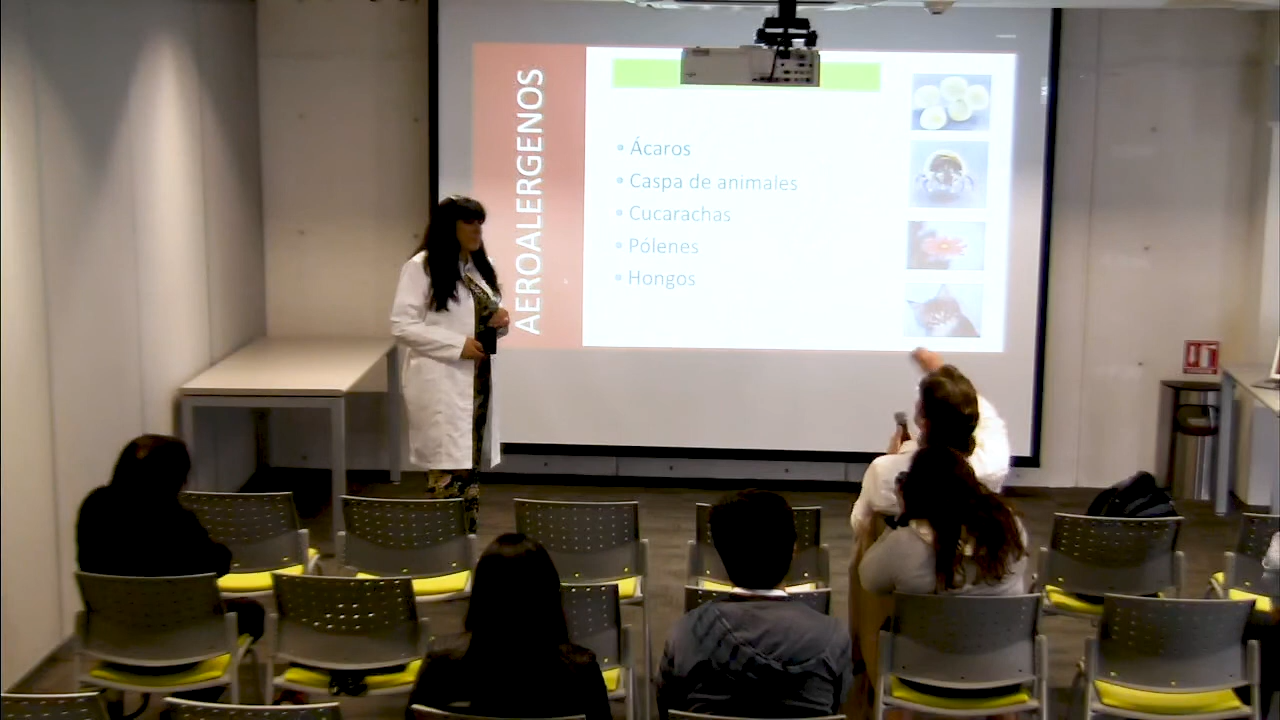 AEROALERGENOS
• Ácaros
• Caspa de animales
• Cucarachas
• Pólenes
• Hongos